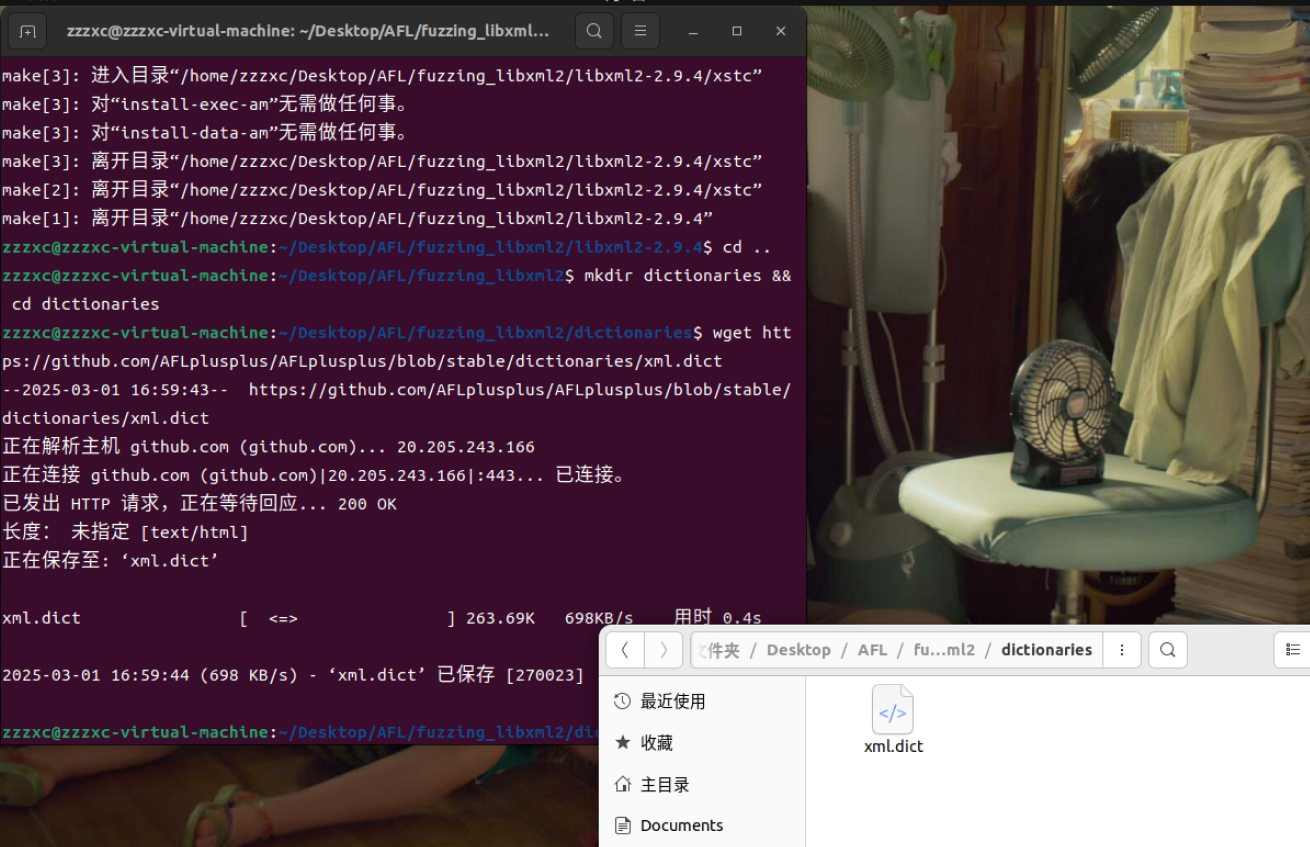 zzzxc@zzzxc-virtual-machine: ~/Desktop/AFL/fuzzing_libxml...
make[3]: 进入目录“/home/zzzxc/Desktop/AFL/fuzzing_libxml2/libxml2-2.9.4/xstc”
make[3]: 对“install-exec-am”无需做任何事。
make[3]: 对“install-data-am”无需做任何事。
make[3]: 离开目录“/home/zzzxc/Desktop/AFL/fuzzing_libxml2/libxml2-2.9.4/xstc”
make[2]: 离开目录“/home/zzzxc/Desktop/AFL/fuzzing_libxml2/libxml2-2.9.4/xstc”
make[1]: 离开目录“/home/zzzxc/Desktop/AFL/fuzzing_libxml2/libxml2-2.9.4”
zzzxc@zzzxc-virtual-machine:~/Desktop/AFL/fuzzing_libxml2/libxml2-2.9.4$ cd ..
zzzxc@zzzxc-virtual-machine:~/Desktop/AFL/fuzzing_libxml2$ mkdir dictionaries &&
cd dictionaries
zzzxc@zzzxc-virtual-machine:~/Desktop/AFL/fuzzing_libxml2/dictionaries$ wget htt
ps://github.com/AFLplusplus/AFLplusplus/blob/stable/dictionaries/xml.dict
--2025-03-01 16:59:43--  https://github.com/AFLplusplus/AFLplusplus/blob/stable/
dictionaries/xml.dict
正在解析主机 github.com (github.com)... 20.205.243.166
正在连接 github.com (github.com)|20.205.243.166|:443... 已连接。
已发出 HTTP 请求，正在等待回应... 200 OK
长度： 未指定 [text/html]
正在保存至: ‘xml.dict’
xml.dict [ <=> ] 263.69K 698KB/s 用时 0.4s
2025-03-01 16:59:44 (698 KB/s) - ‘xml.dict’ 已保存 [270023]
zzzxc@zzzxc-virtual-machine:~/Desktop/AFL/fuzzing_libxml2/dic
件夹 / Desktop / AFL / fu...ml2 / dictionaries
最近使用
收藏
主目录
Documents
xml.dict